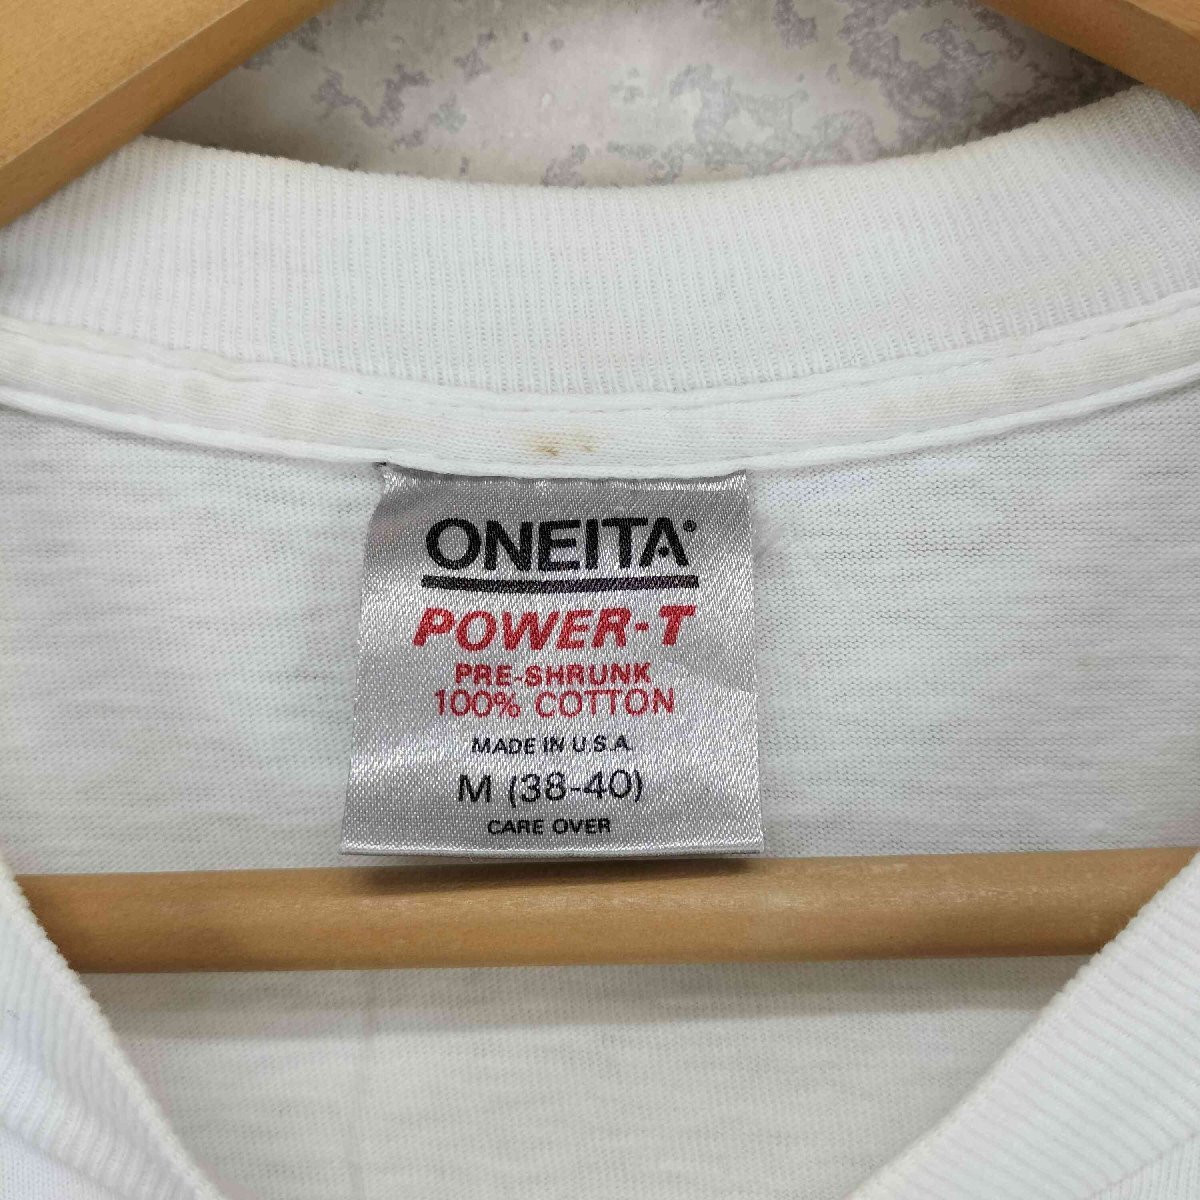 ONEITA®
POWER-T
PRE-SHRUNK
100% COTTON
MADE IN U.S.A.
M (38-40)
CARE OVER